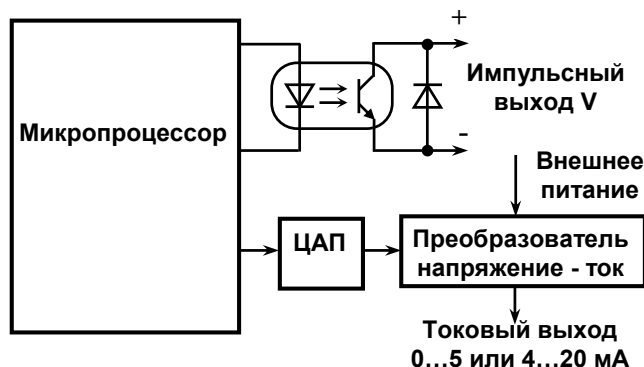 +
Импульсный
выход V
Микропроцессор
-
Внешнее
питание
ЦАП
Преобразователь
напряжение - ток
Токовый выход
0...5 или 4...20 мА